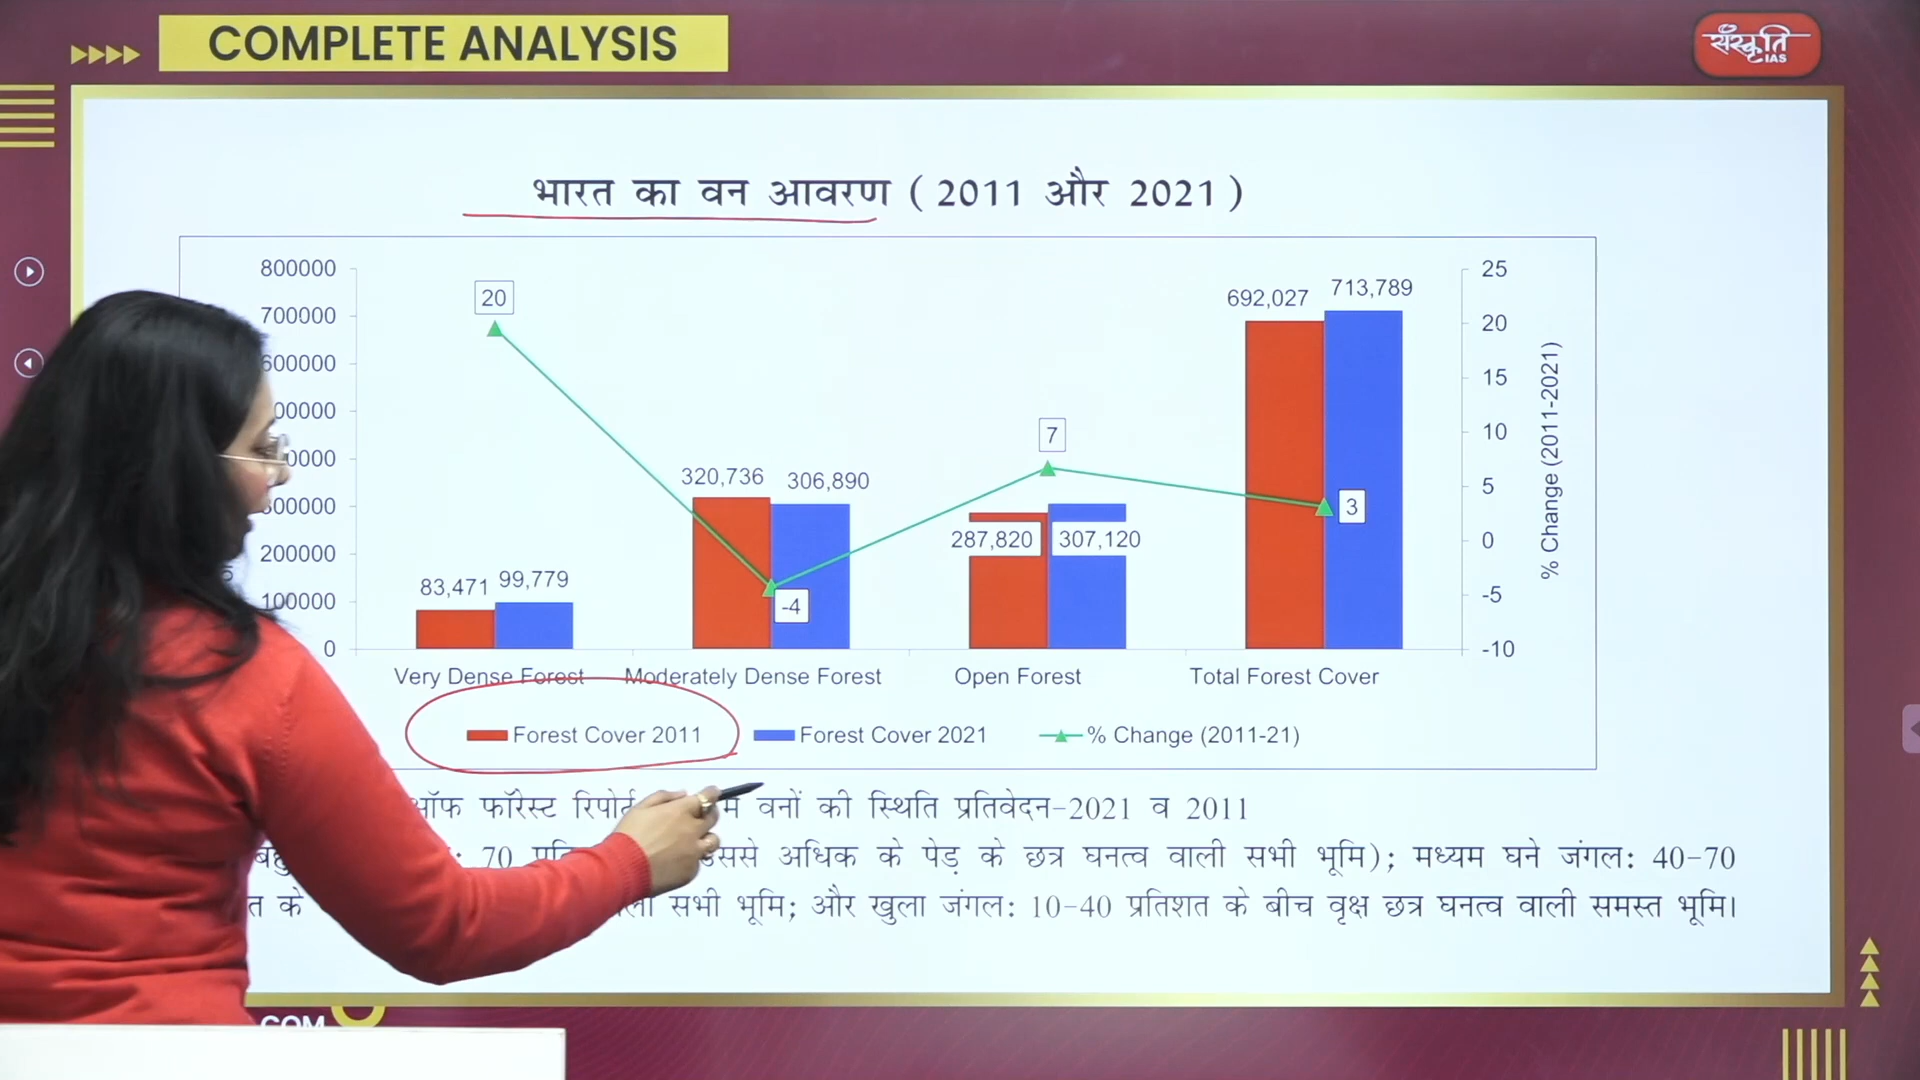 COMPLETE ANALYSIS
संस्कृति
IAS
भारत का वन आवरण ( 2011 और 2021 )
800000
700000
200000
100000
0
25
20
15
10
5
0
-5
-10
% Change (2011-2021)
20
-4
7
3
83,471
99,779
320,736
306,890
287,820
307,120
692,027
713,789
Very Dense Forest
Moderately Dense Forest
Open Forest
Total Forest Cover
Forest Cover 2011
Forest Cover 2021
% Change (2011-21)
ऑफ फॉरेस्ट वनों की स्थिति प्रतिवेदन-2021 व 2011
70 अधिक के पेड़ के छत्र घनत्व वाली सभी भूमि); मध्यम घने जंगल: 40-70
के सभी भूमि; और खुला जंगल: 10-40 प्रतिशत के बीच वृक्ष छत्र घनत्व वाली समस्त भूमि।